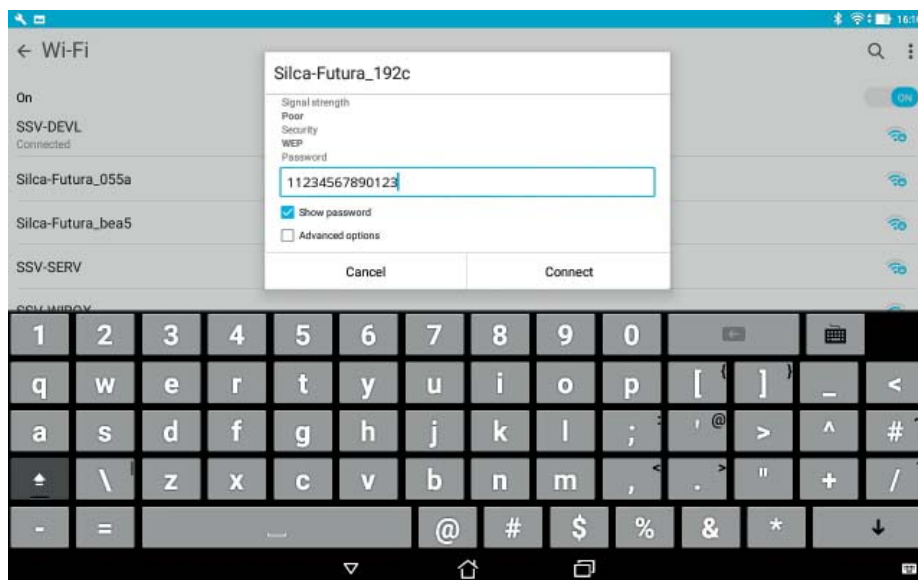 16:10
Wi-Fi
On
ON
SSV-DEVL
Connected
Silca-Futura_055a
Silca-Futura_bea5
SSV-SERV
Silca-Futura_192c
Signal strength
Poor
Security
WEP
Password
11234567890123
Show password
Advanced options
Cancel Connect
1 2 3 4 5 6 7 8 9 0
q w e r t y u i o p [ { ] } _ <
a s d f g h j k l ; : ' @ > ^ #
\ | z x c v b n m , < . > " + /
- = @ # $ % & *